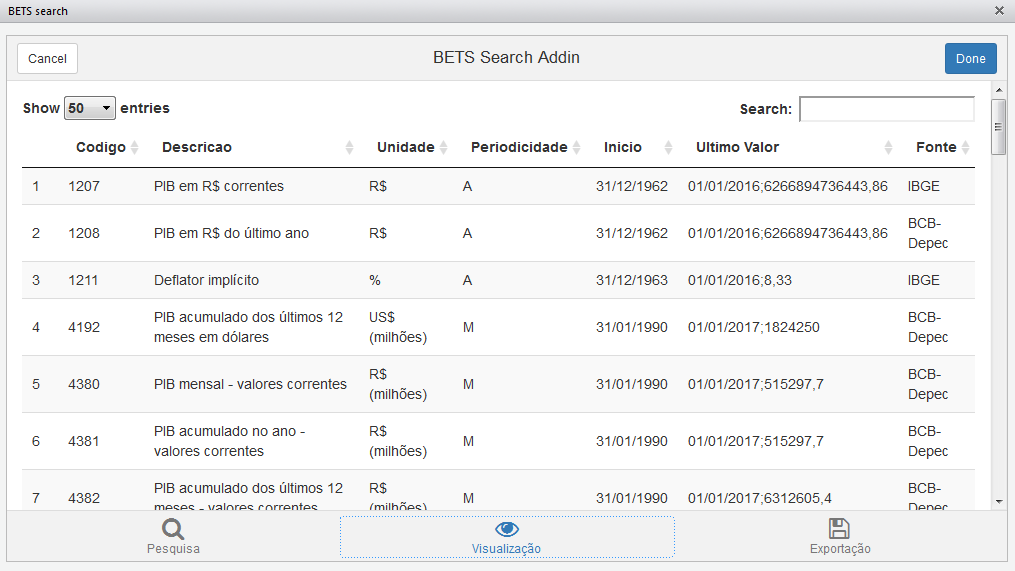 BETS search
Cancel
BETS Search Addin
Done
Show 50 entries
Search:
Codigo Descricao Unidade Periodicidade Inicio Ultimo Valor Fonte
1 1207 PIB em R$ correntes R$ A 31/12/1962 01/01/2016;6266894736443,86 IBGE
2 1208 PIB em R$ do último ano R$ A 31/12/1962 01/01/2016;6266894736443,86 BCB-
Depec
3 1211 Deflator implícito % A 31/12/1963 01/01/2016;8,33 IBGE
4 4192 PIB acumulado dos últimos 12 US$ M 31/01/1990 01/01/2017;1824250 BCB-
meses em dólares (milhões) Depec
5 4380 PIB mensal - valores correntes R$ M 31/01/1990 01/01/2017;515297,7 BCB-
(milhões) Depec
6 4381 PIB acumulado no ano - R$ M 31/01/1990 01/01/2017;515297,7 BCB-
valores correntes (milhões) Depec
7 4382 PIB acumulado dos últimos 12 R$ M 31/01/1990 01/01/2017;6312605,4 BCB-
meses - valores correntes (milhões) Depec
Pesquisa
Visualização
Exportação